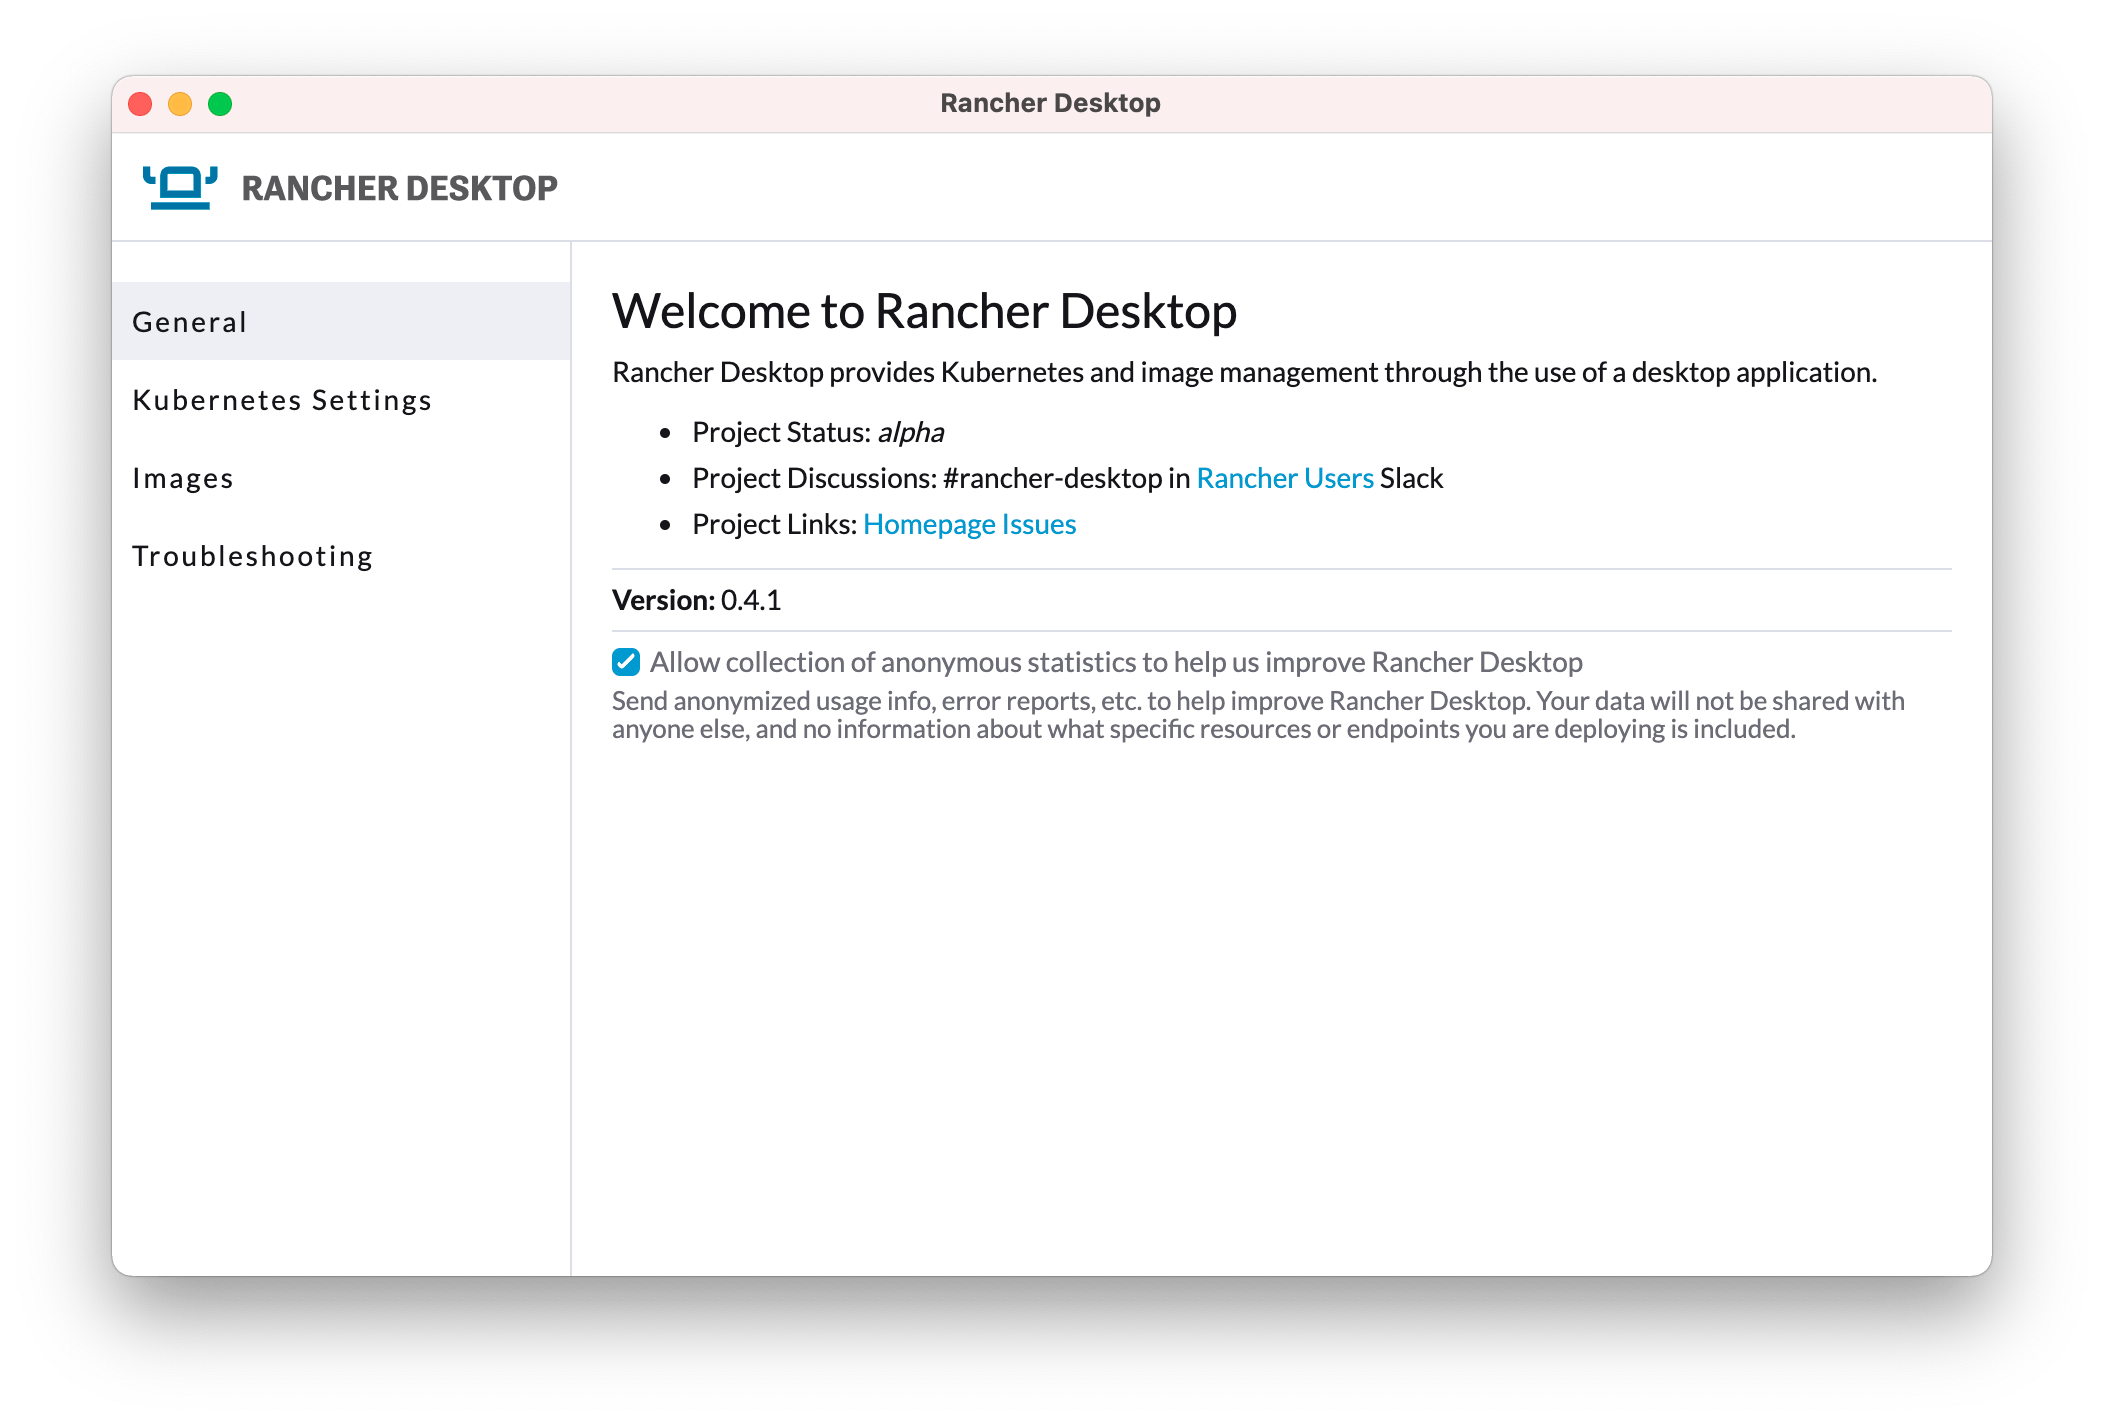 Rancher Desktop
RANCHER DESKTOP
General
Kubernetes Settings
Images
Troubleshooting
Welcome to Rancher Desktop
Rancher Desktop provides Kubernetes and image management through the use of a desktop application.
• Project Status: alpha
• Project Discussions: #rancher-desktop in Rancher Users Slack
• Project Links: Homepage Issues
Version: 0.4.1
Allow collection of anonymous statistics to help us improve Rancher Desktop
Send anonymized usage info, error reports, etc. to help improve Rancher Desktop. Your data will not be shared with
anyone else, and no information about what specific resources or endpoints you are deploying is included.